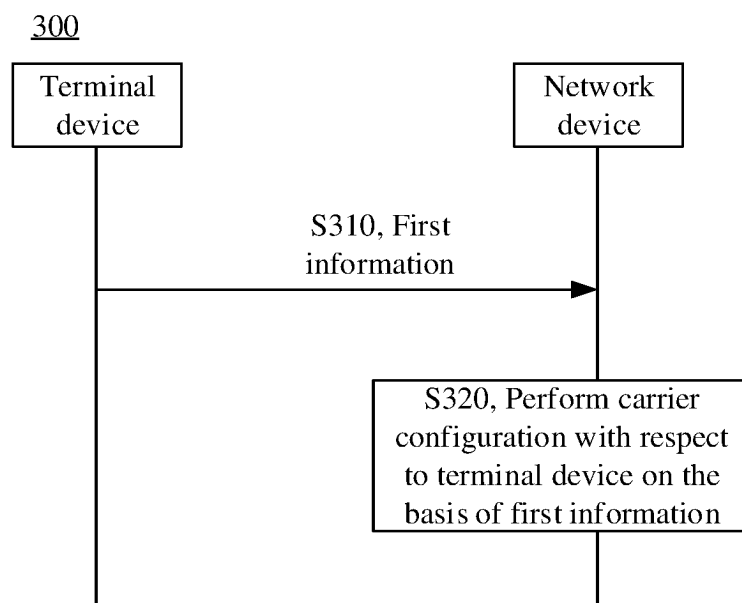 300
Terminal
device
Network
device
S310, First
information
S320, Perform carrier
configuration with respect
to terminal device on the
basis of first information